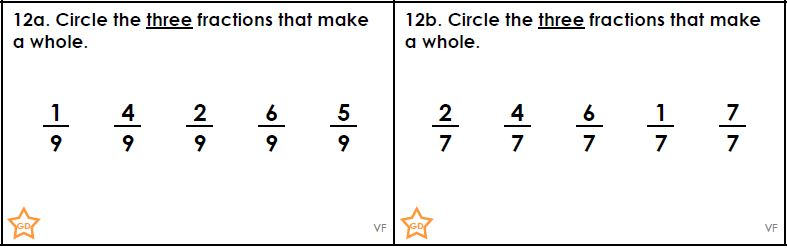 12a. Circle the three fractions that make
a whole.
1/9 4/9 2/9 6/9 5/9
GD
VF
12b. Circle the three fractions that make
a whole.
2/7 4/7 6/7 1/7 7/7
GD
VF